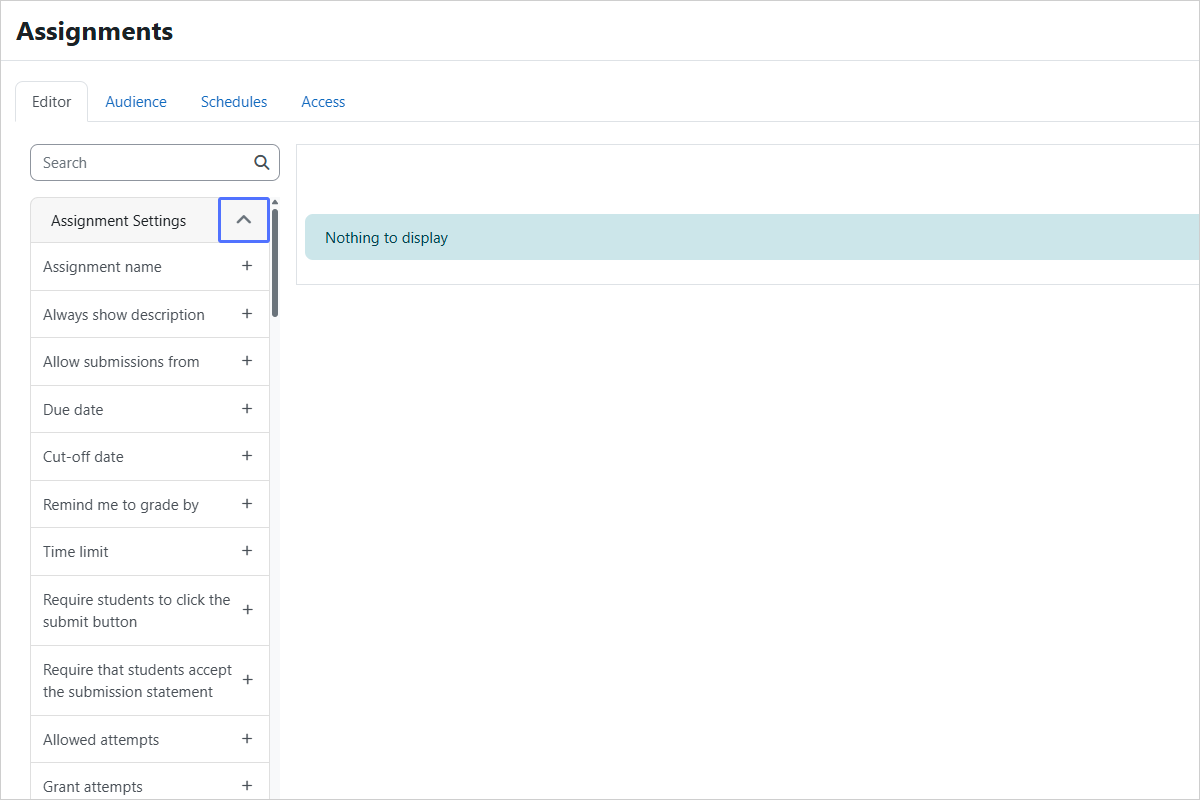 Assignments
Editor
Audience
Schedules
Access
Search
Assignment Settings
Nothing to display
Assignment name
Always show description
Allow submissions from
Due date
Cut-off date
Remind me to grade by
Time limit
Require students to click the
submit button
Require that students accept
the submission statement
Allowed attempts
Grant attempts